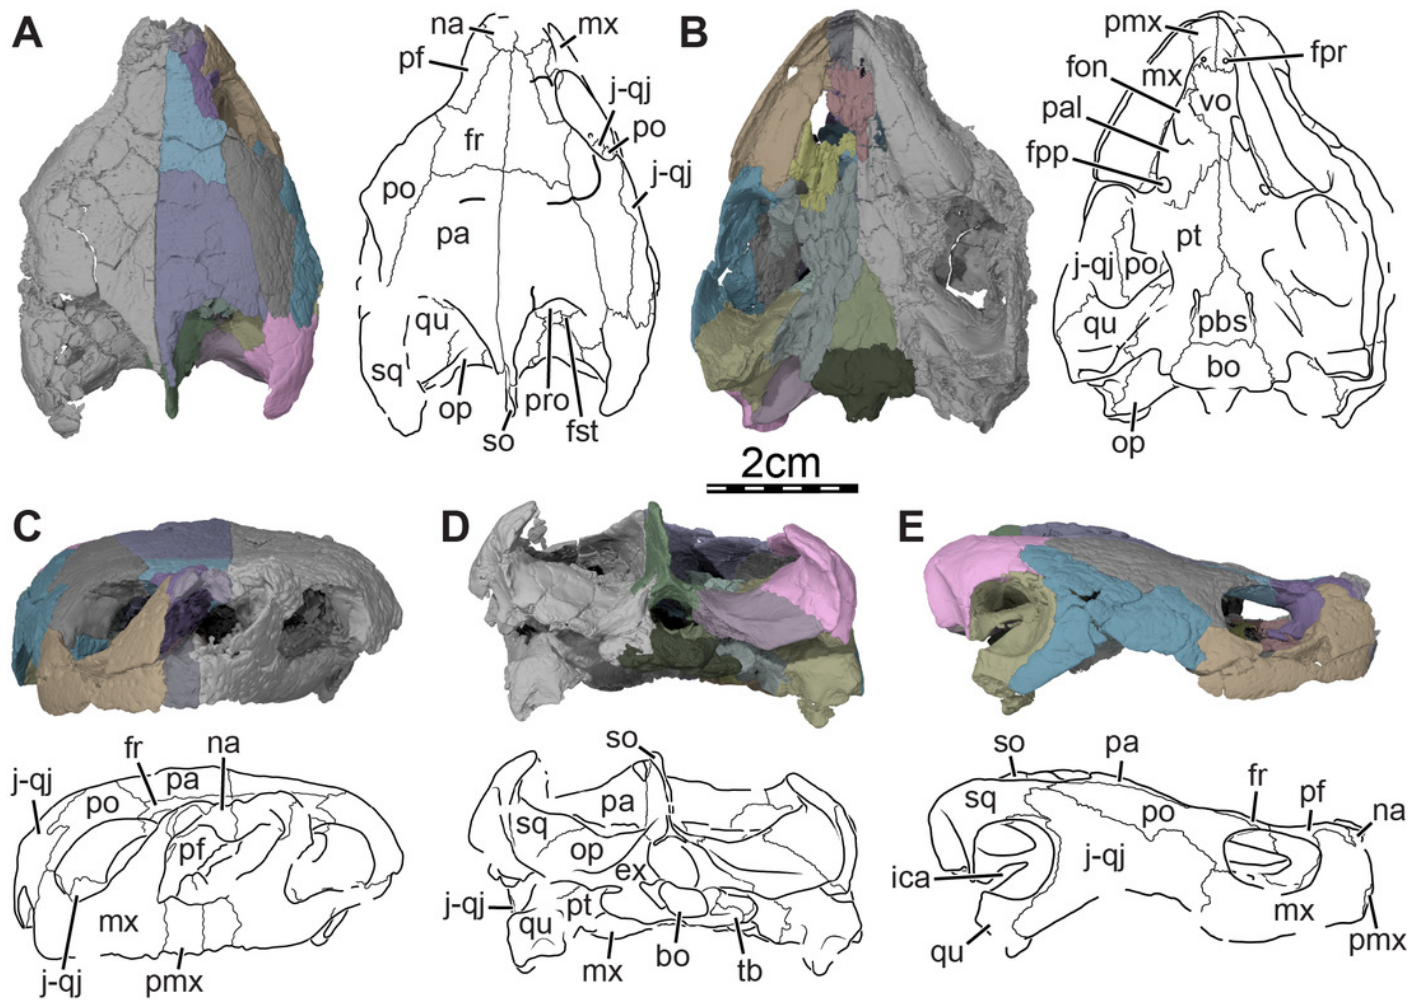 A
na
mx
pf
j-qj
po
fr
j-qj
po
pa
qu
sq
op
so
pro
fst
B
pmx
fpr
fon
mx
vo
pal
fpp
pt
j-qj
po
qu
pbs
bo
op
2cm
C
fr
na
j-qj
pa
po
pf
mx
j-qj
pmx
D
so
pa
sq
op
ex
j-qj
pt
qu
mx
bo
tb
E
so
pa
fr
pf
na
sq
po
ica
j-qj
mx
qu
pmx